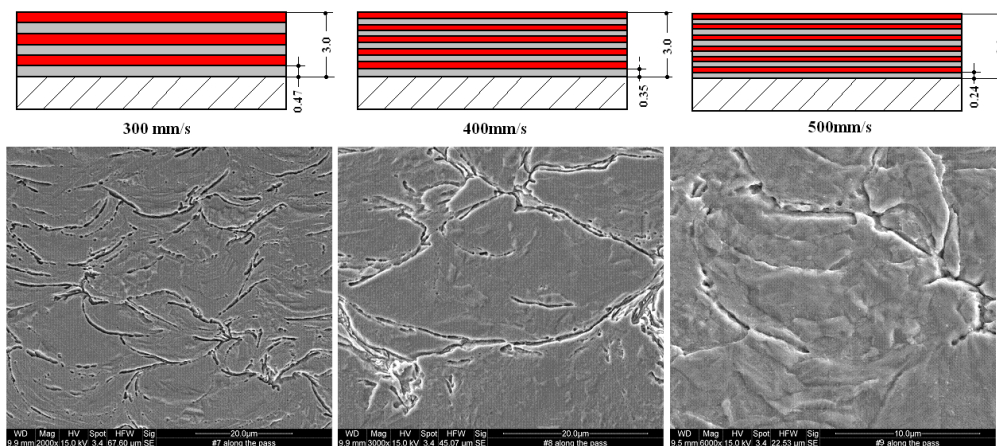 3.0
0.47
300 mm/s
3.0
0.35
400mm/s
0.24
500mm/s
WD Mag HV Spot HFW Sig 20.0µm
9.9 mm 2000x 15.0 kV 3.4 67.60 µm SE #7 along the pass
WD Mag HV Spot HFW Sig 20.0µm
9.9 mm 3000x 15.0 kV 3.4 45.07 µm SE #8 along the pass
WD Mag HV Spot HFW Sig 10.0µm
9.5 mm 6000x 15.0 kV 3.4 22.53 µm SE #9 along the pass